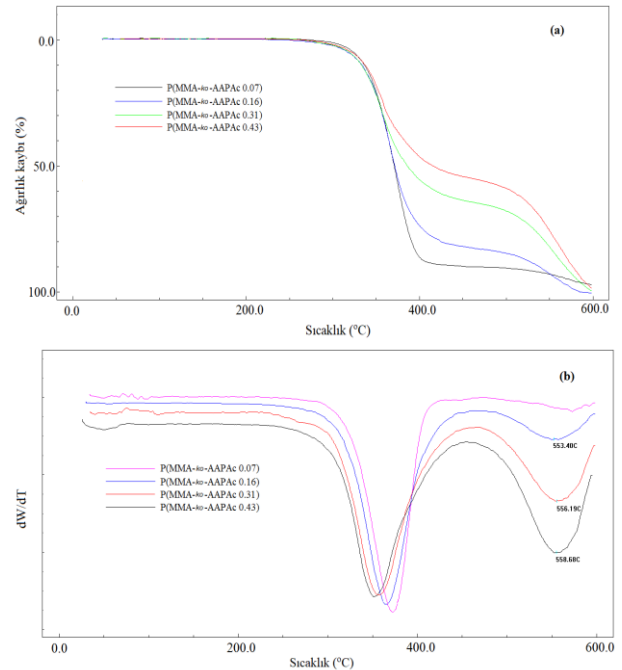 (a)
0.0
50.0
100.0
Ağırlık kaybı (%)
P(MMA-ko-AAPAc 0.07)
P(MMA-ko-AAPAc 0.16)
P(MMA-ko-AAPAc 0.31)
P(MMA-ko-AAPAc 0.43)
0.0 200.0 400.0 600.0
Sıcaklık (°C)
(b)
dW/dT
P(MMA-ko-AAPAc 0.07)
P(MMA-ko-AAPAc 0.16)
P(MMA-ko-AAPAc 0.31)
P(MMA-ko-AAPAc 0.43)
553.40C
556.19C
558.68C
0.0 200.0 400.0 600.0
Sıcaklık (°C)